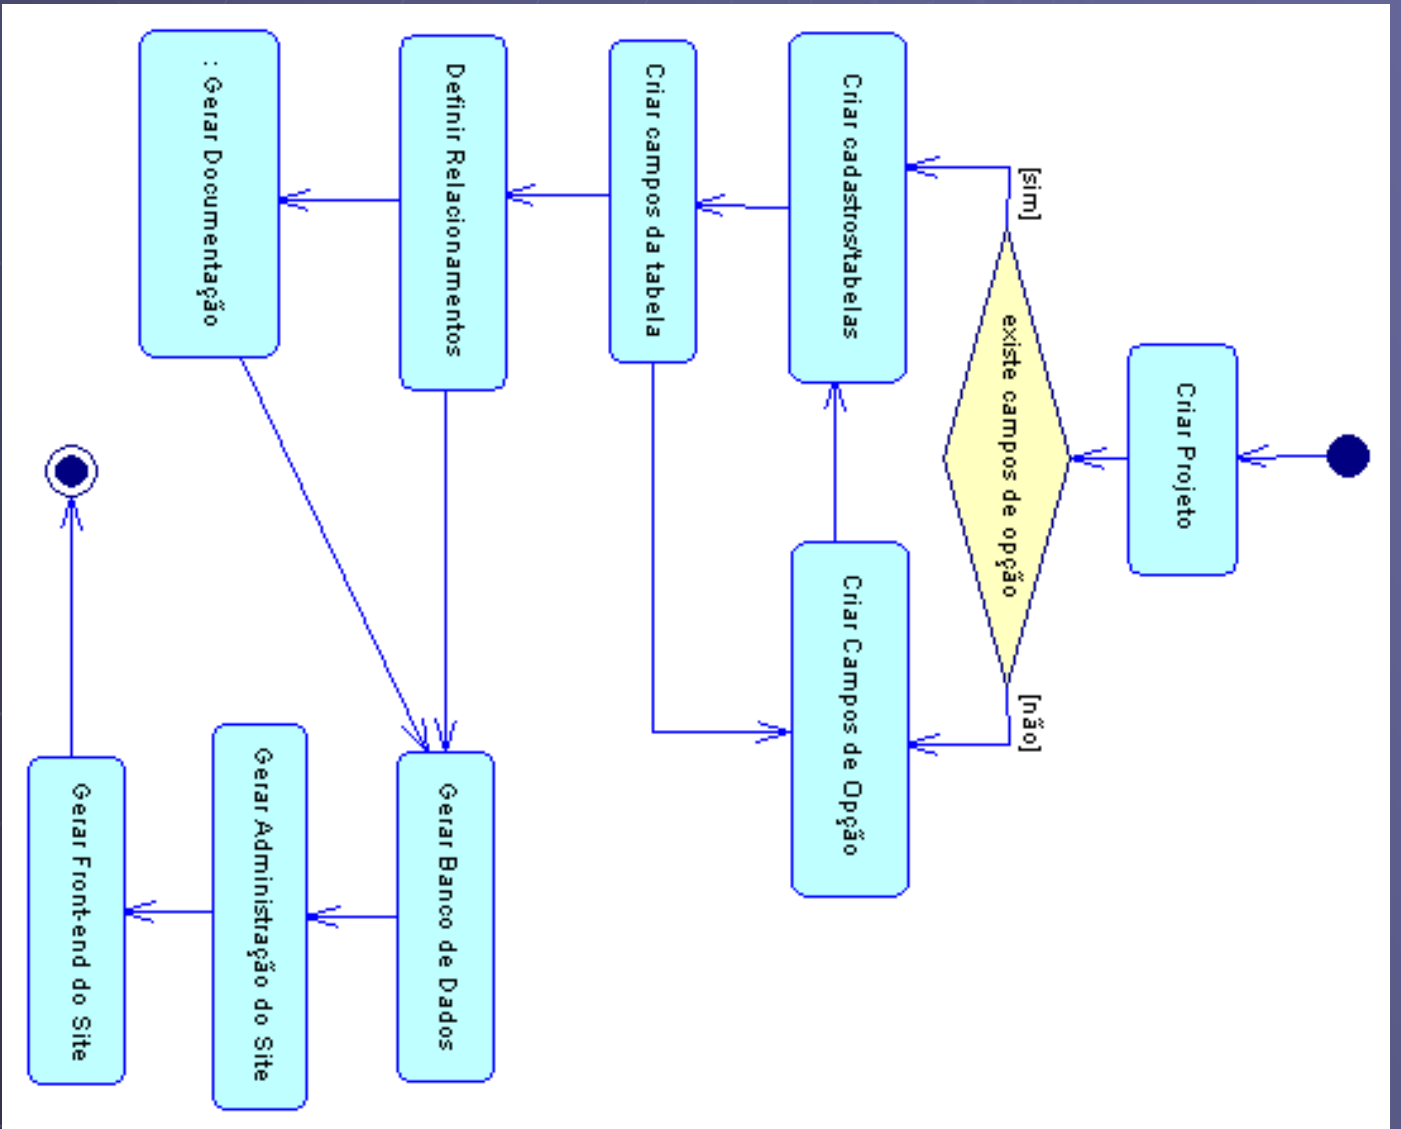 Criar Projeto
existe campos de opção
[sim]
[não]
Criar cadastros/tabelas
Criar Campos de Opção
Criar campos da tabela
Definir Relacionamentos
: Gerar Documentação
Gerar Banco de Dados
Gerar Administração do Site
Gerar Front-end do Site